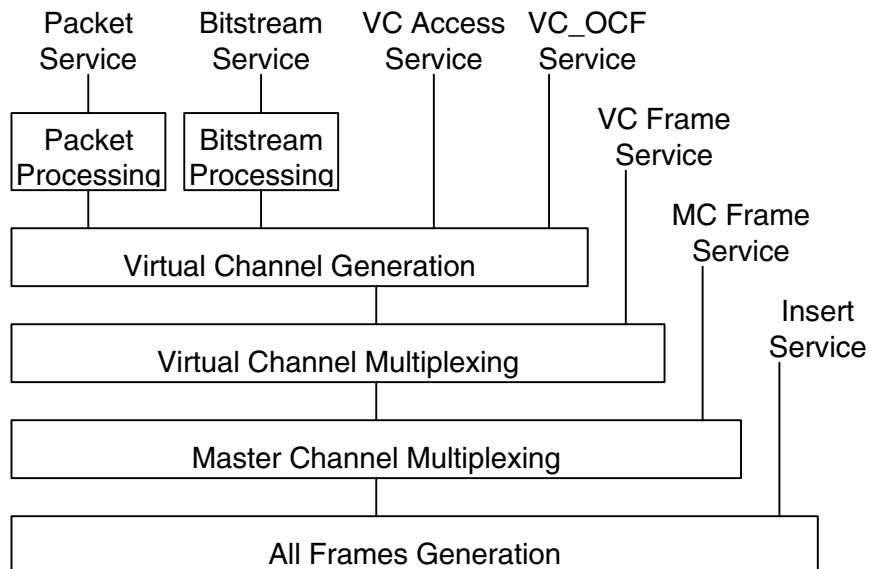 Packet
Service
Bitstream
Service
VC Access
Service
VC_OCF
Service
VC Frame
Service
MC Frame
Service
Insert
Service
Packet
Processing
Bitstream
Processing
Virtual Channel Generation
Virtual Channel Multiplexing
Master Channel Multiplexing
All Frames Generation